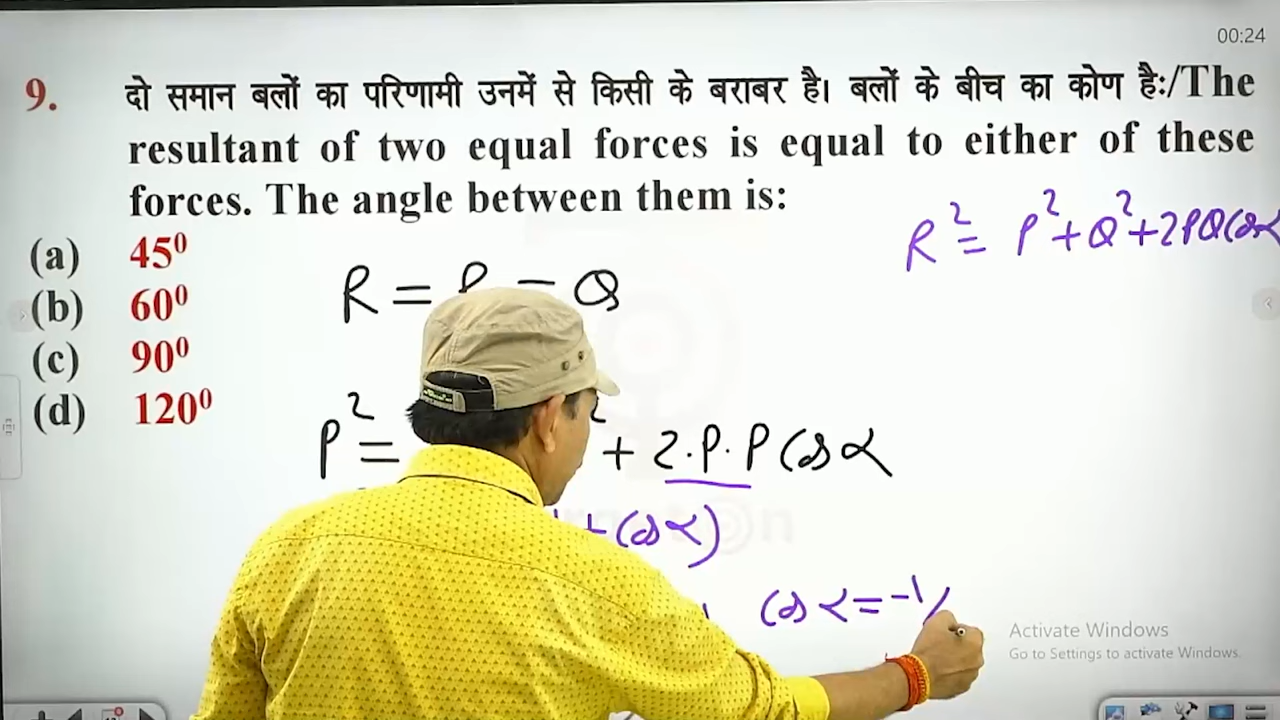 00:24
9. दो समान बलों का परिणामी उनमें से किसी के बराबर है। बलों के बीच का कोण है:/The
resultant of two equal forces is equal to either of these
forces. The angle between them is:
R² = P² + Q² + 2PQ Cos α
(a) 45⁰
(b) 60⁰
(c) 90⁰
(d) 120⁰
R = P = Q
P² = ² + 2·P·P Cos α
+ Cos α)
Cos α = -1/
Activate Windows
Go to Settings to activate Windows.